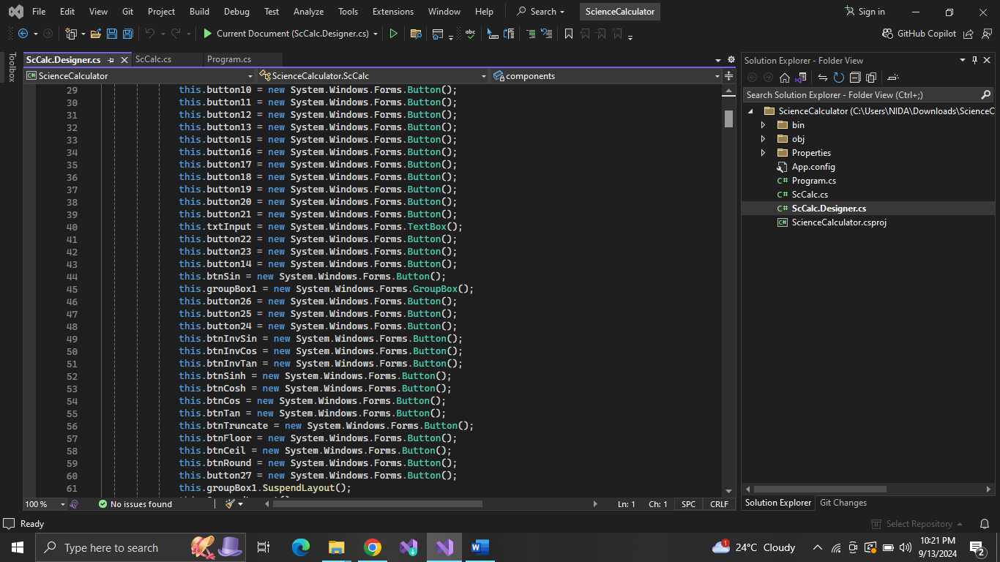 File Edit View Git Project Build Debug Test Analyze Tools Extensions Window Help Search ScienceCalculator Sign in
Current Document (ScCalc.Designer.cs) abc GitHub Copilot
Toolbox
ScCalc.Designer.cs ScCalc.cs Program.cs
ScienceCalculator ScienceCalculator.ScCalc components
29 this.button10 = new System.Windows.Forms.Button();
30 this.button11 = new System.Windows.Forms.Button();
31 this.button12 = new System.Windows.Forms.Button();
32 this.button13 = new System.Windows.Forms.Button();
33 this.button15 = new System.Windows.Forms.Button();
34 this.button16 = new System.Windows.Forms.Button();
35 this.button17 = new System.Windows.Forms.Button();
36 this.button18 = new System.Windows.Forms.Button();
37 this.button19 = new System.Windows.Forms.Button();
38 this.button20 = new System.Windows.Forms.Button();
39 this.button21 = new System.Windows.Forms.Button();
40 this.txtInput = new System.Windows.Forms.TextBox();
41 this.button22 = new System.Windows.Forms.Button();
42 this.button23 = new System.Windows.Forms.Button();
43 this.button14 = new System.Windows.Forms.Button();
44 this.btnSin = new System.Windows.Forms.Button();
45 this.groupBox1 = new System.Windows.Forms.GroupBox();
46 this.button26 = new System.Windows.Forms.Button();
47 this.button25 = new System.Windows.Forms.Button();
48 this.button24 = new System.Windows.Forms.Button();
49 this.btnInvSin = new System.Windows.Forms.Button();
50 this.btnInvCos = new System.Windows.Forms.Button();
51 this.btnInvTan = new System.Windows.Forms.Button();
52 this.btnSinh = new System.Windows.Forms.Button();
53 this.btnCosh = new System.Windows.Forms.Button();
54 this.btnCos = new System.Windows.Forms.Button();
55 this.btnTan = new System.Windows.Forms.Button();
56 this.btnTruncate = new System.Windows.Forms.Button();
57 this.btnFloor = new System.Windows.Forms.Button();
58 this.btnCeil = new System.Windows.Forms.Button();
59 this.btnRound = new System.Windows.Forms.Button();
60 this.button27 = new System.Windows.Forms.Button();
61 this.groupBox1.SuspendLayout();
100 % No issues found Ln: 1 Ch: 1 SPC CRLF
Solution Explorer - Folder View
Search Solution Explorer - Folder View (Ctrl+;)
ScienceCalculator (C:\Users\NIDA\Downloads\ScienceC
bin
obj
Properties
App.config
C# Program.cs
C# ScCalc.cs
C# ScCalc.Designer.cs
C# ScienceCalculator.csproj
Solution Explorer Git Changes
Ready Select Repository
Type here to search 1 24°C Cloudy 10:21 PM
9/13/2024 2